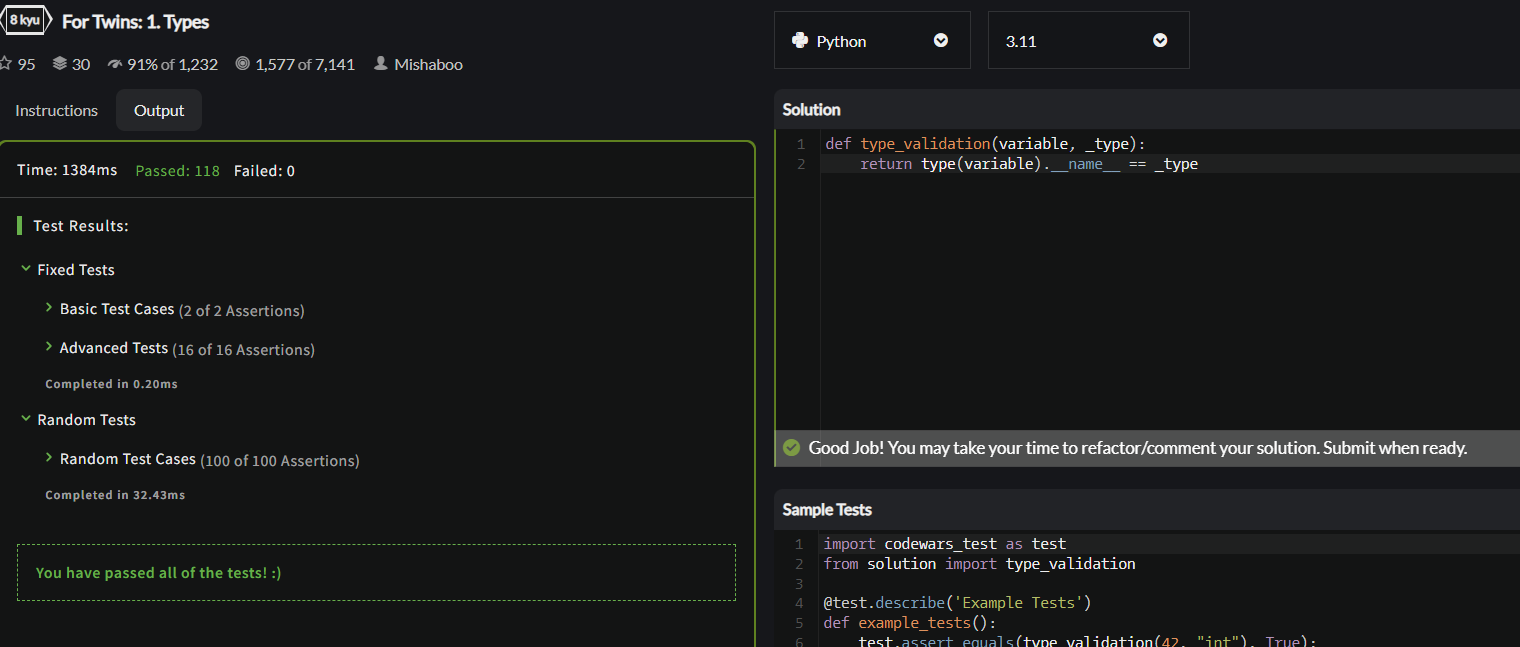 8 kyu For Twins: 1. Types
95 30 91% of 1,232 1,577 of 7,141 Mishaboo
Instructions Output
Time: 1384ms Passed: 118 Failed: 0
Test Results:
Fixed Tests
Basic Test Cases (2 of 2 Assertions)
Advanced Tests (16 of 16 Assertions)
Completed in 0.20ms
Random Tests
Random Test Cases (100 of 100 Assertions)
Completed in 32.43ms
You have passed all of the tests! :)
Python 3.11
Solution
1 def type_validation(variable, _type):
2     return type(variable).__name__ == _type
Good Job! You may take your time to refactor/comment your solution. Submit when ready.
Sample Tests
1 import codewars_test as test
2 from solution import type_validation
3
4 @test.describe('Example Tests')
5 def example_tests():
6     test.assert_equals(type_validation(42, "int"), True);